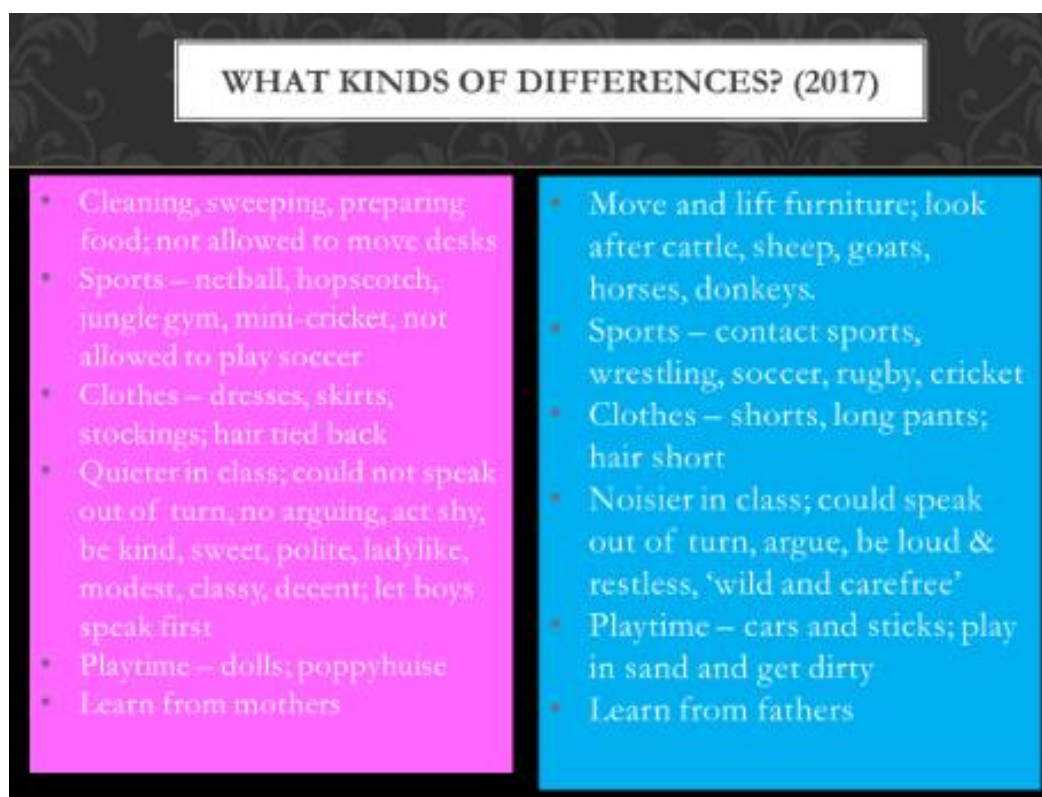 WHAT KINDS OF DIFFERENCES? (2017)
• Cleaning, sweeping, preparing
food; not allowed to move desks
• Sports – netball, hopscotch,
jungle gym, mini-cricket, not
allowed to play soccer
• Clothes – dresses, skirts,
stockings; hair tied back
• Quieter in class; could not speak
out of turn, no arguing, act shy,
be kind, sweet, polite, ladylike,
modest, classy, decent; let boys
speak first
• Playtime – dolls; poppyhuise
• Learn from mothers
• Move and lift furniture; look
after cattle, sheep, goats,
horses, donkeys.
• Sports – contact sports,
wrestling, soccer, rugby, cricket
• Clothes – shorts, long pants;
hair short
• Noisier in class; could speak
out of turn, argue, be loud &
restless, ‘wild and carefree’
• Playtime – cars and sticks; play
in sand and get dirty
• Learn from fathers